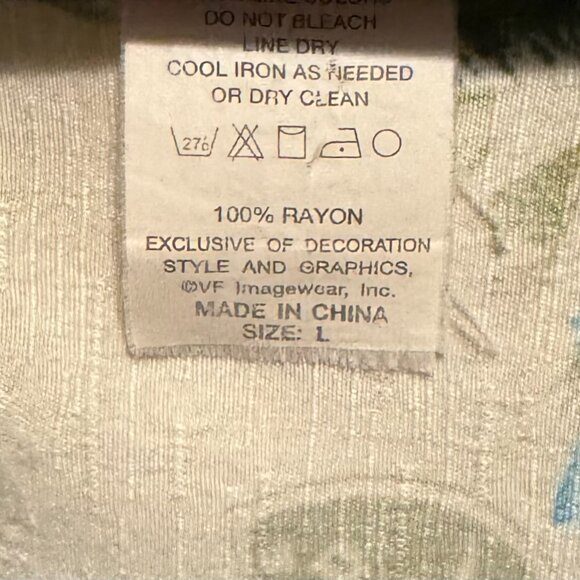 DO NOT BLEACH
LINE DRY
COOL IRON AS NEEDED
OR DRY CLEAN
27c
100% RAYON
EXCLUSIVE OF DECORATION
STYLE AND GRAPHICS,
©VF Imagewear, Inc.
MADE IN CHINA
SIZE: L